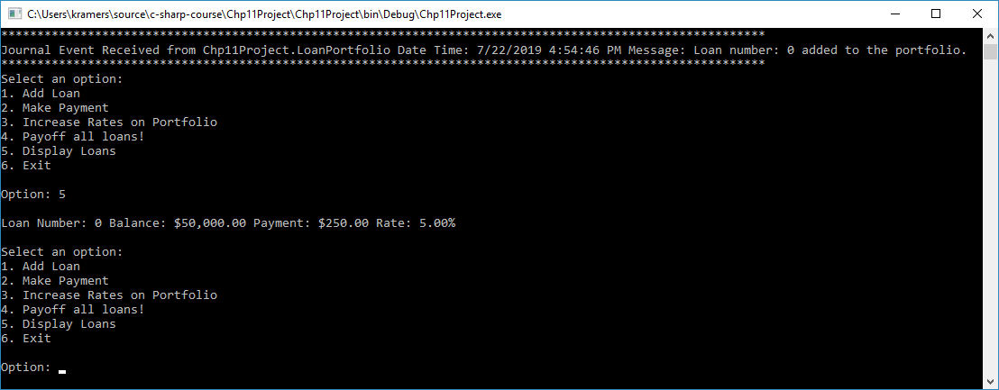 C:\Users\kramers\source\c-sharp-course\Chp11Project\Chp11Project\bin\Debug\Chp11Project.exe
**********************************************************************************************************
Journal Event Received from Chp11Project.LoanPortfolio Date Time: 7/22/2019 4:54:46 PM Message: Loan number: 0 added to the portfolio.
**********************************************************************************************************
Select an option:
1. Add Loan
2. Make Payment
3. Increase Rates on Portfolio
4. Payoff all loans!
5. Display Loans
6. Exit
Option: 5
Loan Number: 0 Balance: $50,000.00 Payment: $250.00 Rate: 5.00%
Select an option:
1. Add Loan
2. Make Payment
3. Increase Rates on Portfolio
4. Payoff all loans!
5. Display Loans
6. Exit
Option: